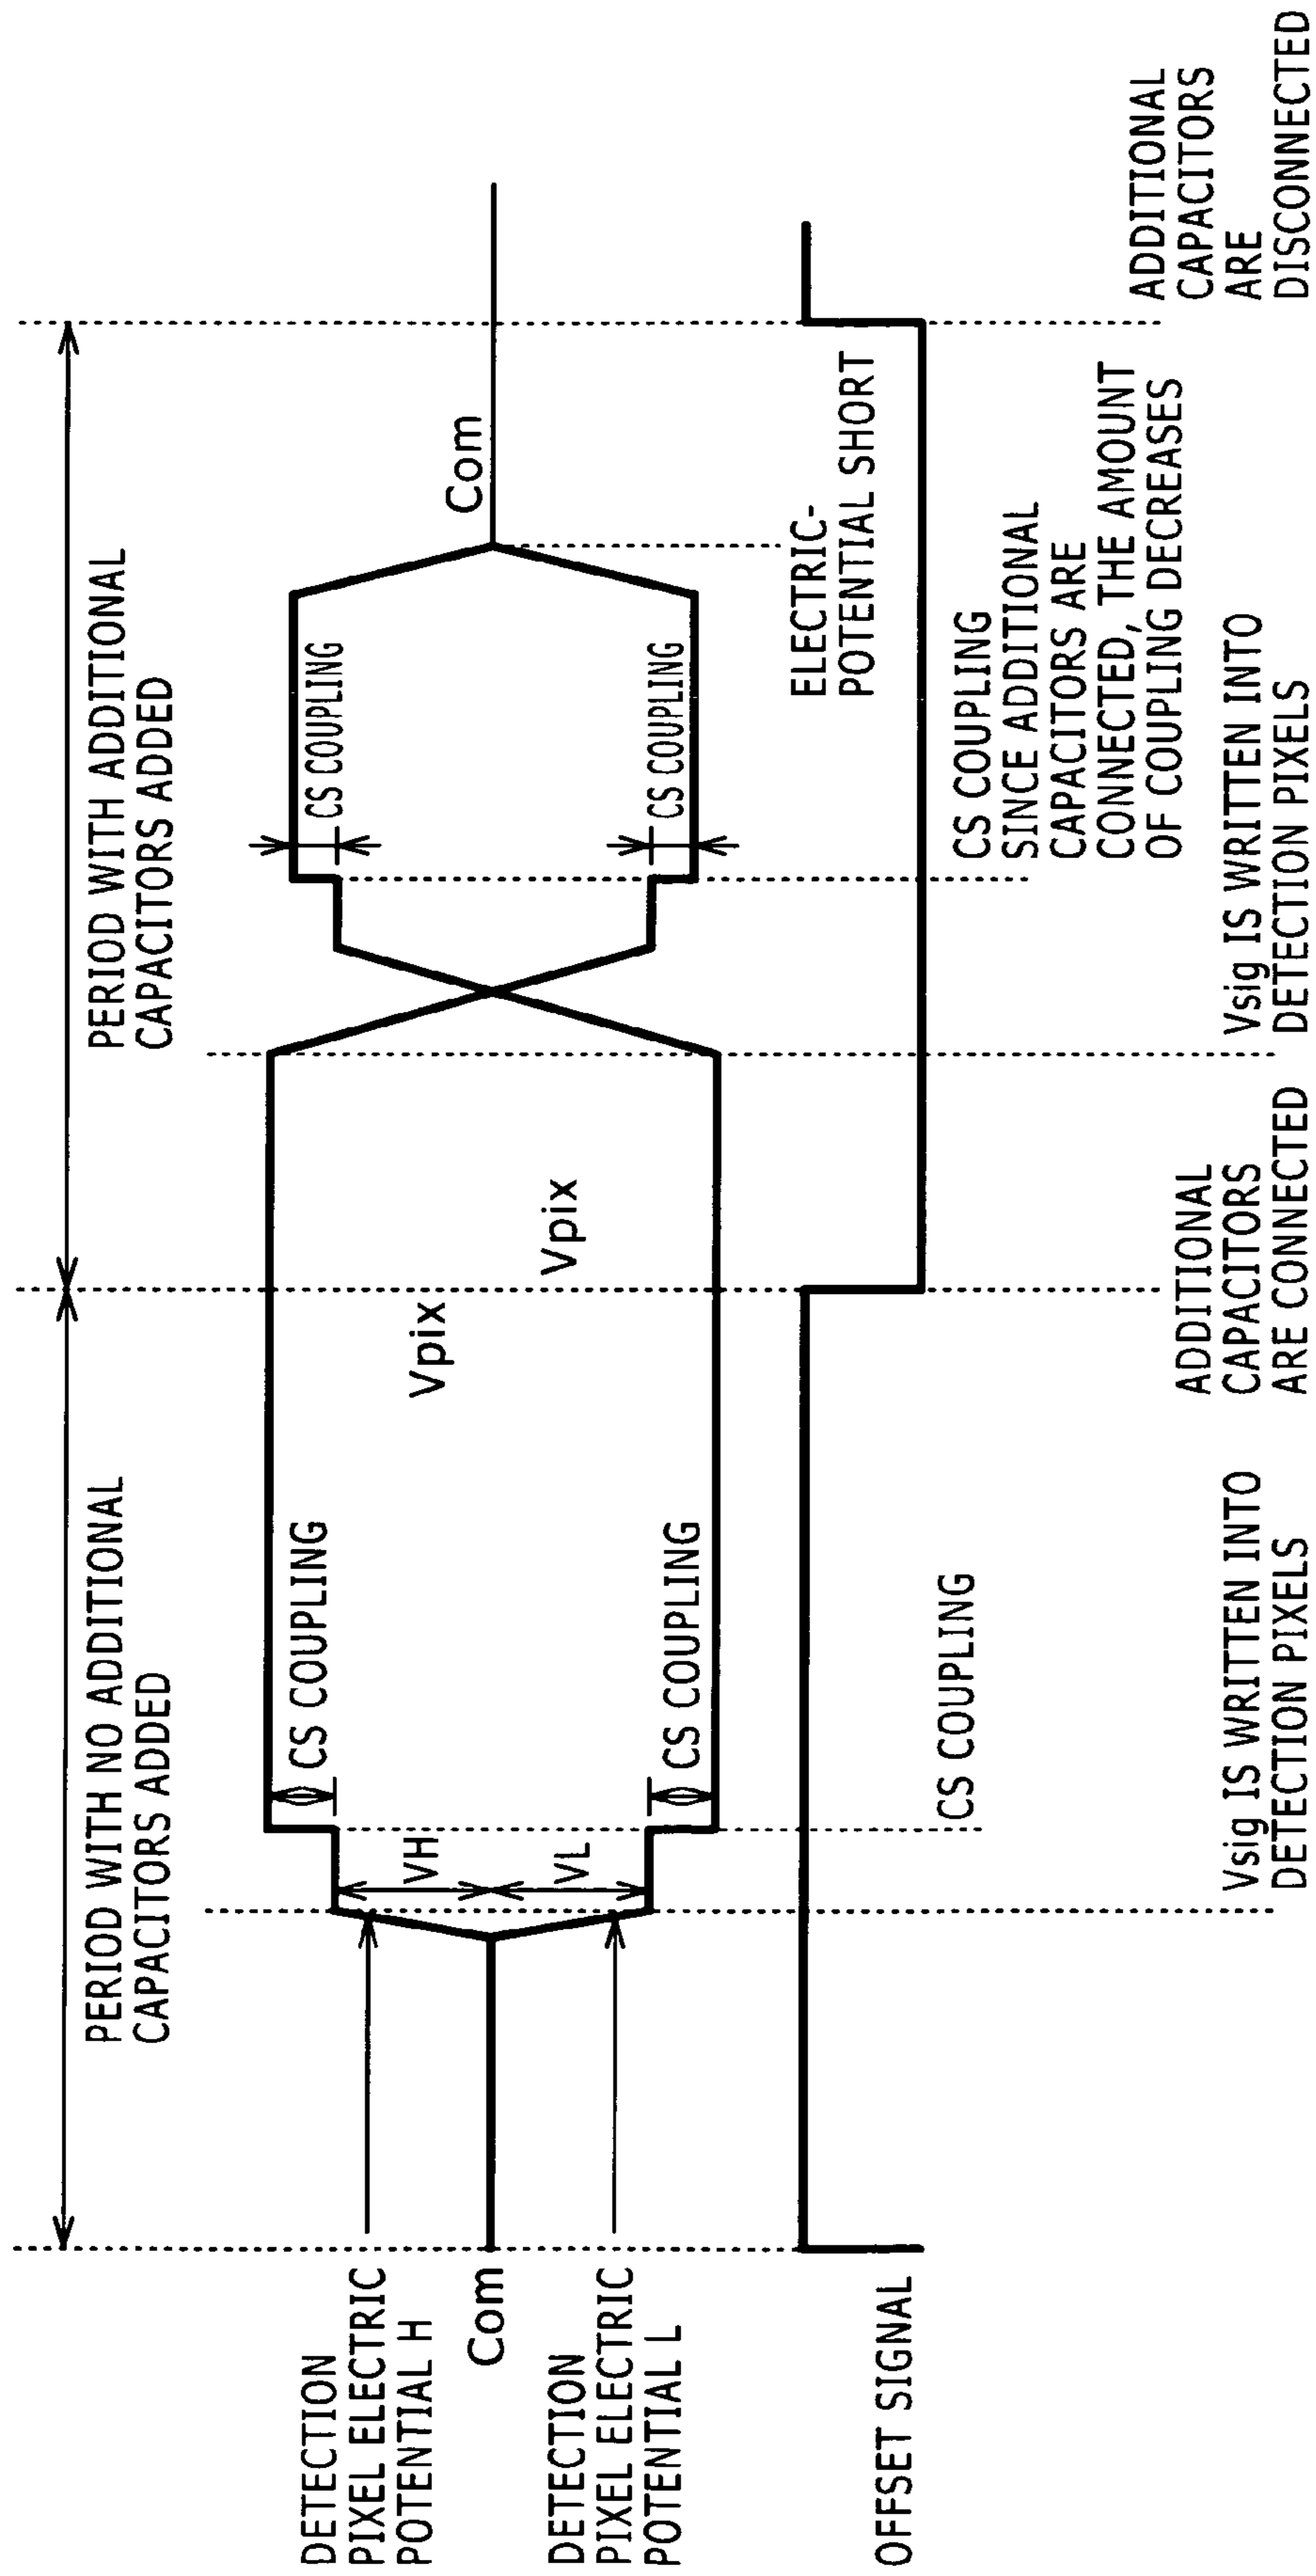 PERIOD WITH NO ADDITIONAL
CAPACITORS ADDED
PERIOD WITH ADDITIONAL
CAPACITORS ADDED
DETECTION
PIXEL ELECTRIC
POTENTIAL H
Com
DETECTION
PIXEL ELECTRIC
POTENTIAL L
VH
VL
CS COUPLING
CS COUPLING
Vpix
Vpix
CS COUPLING
CS COUPLING
Com
ELECTRIC-
POTENTIAL SHORT
OFFSET SIGNAL
CS COUPLING
CS COUPLING
SINCE ADDITIONAL
CAPACITORS ARE
CONNECTED, THE AMOUNT
OF COUPLING DECREASES
Vsig IS WRITTEN INTO
DETECTION PIXELS
ADDITIONAL
CAPACITORS
ARE CONNECTED
Vsig IS WRITTEN INTO
DETECTION PIXELS
ADDITIONAL
CAPACITORS
ARE
DISCONNECTED